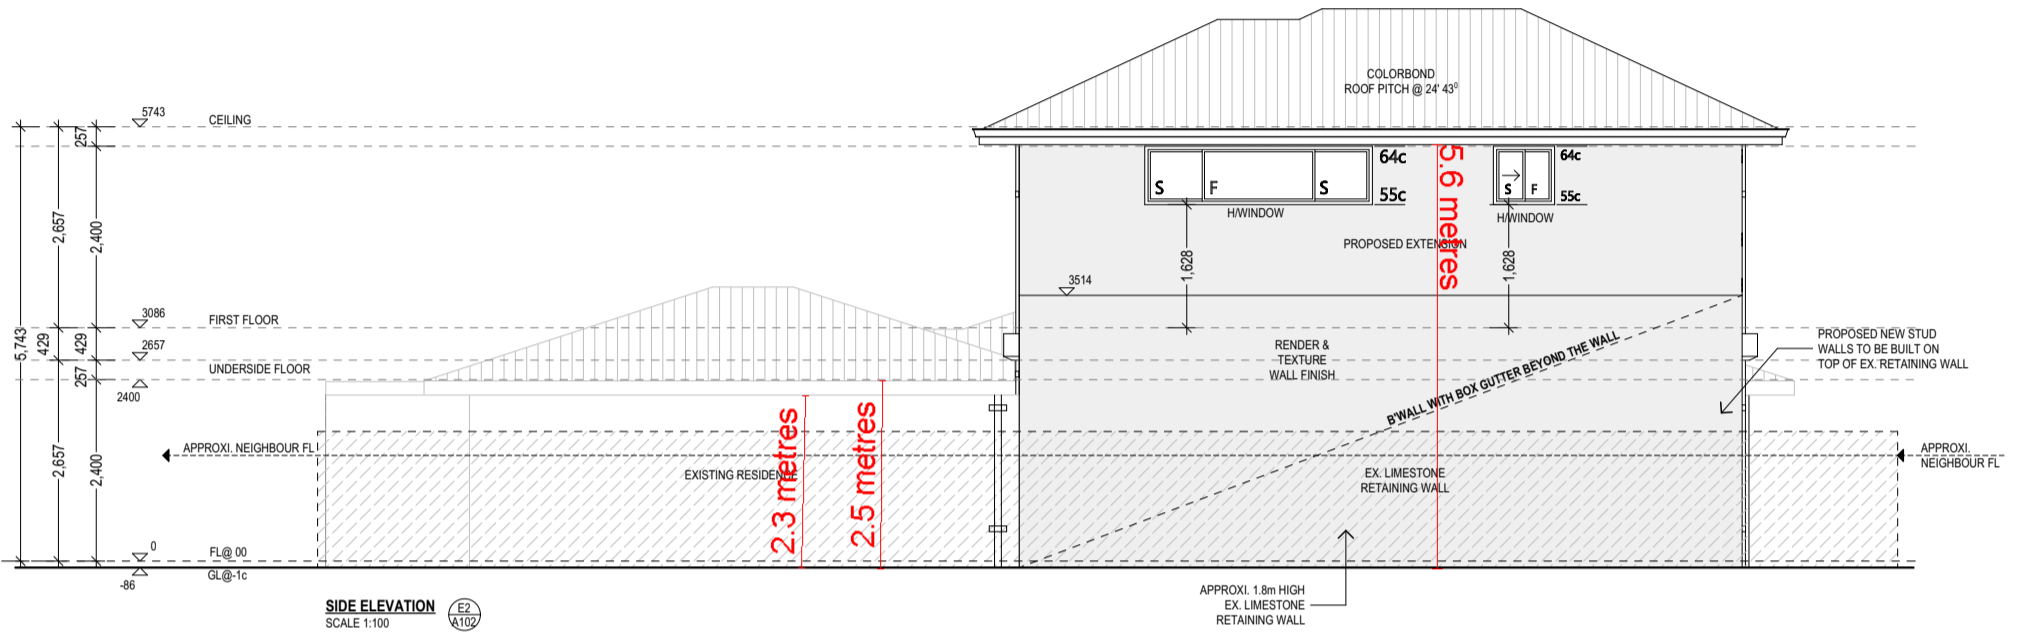 COLORBOND
ROOF PITCH @ 24' 43⁰
5743
CEILING
257
64c
55c
S
F
S
64c
55c
S
F
H/WINDOW
H/WINDOW
5.6 metres
PROPOSED EXTENSION
2,657
2,400
1,628
1,628
3514
3086
FIRST FLOOR
5,743
429
429
2657
UNDERSIDE FLOOR
257
2400
RENDER &
TEXTURE
WALL FINISH
B'WALL WITH BOX GUTTER BEYOND THE WALL
PROPOSED NEW STUD
WALLS TO BE BUILT ON
TOP OF EX. RETAINING WALL
2.3 metres
2.5 metres
APPROXI. NEIGHBOUR FL
APPROXI.
NEIGHBOUR FL
2,657
2,400
EXISTING RESIDENCE
EX. LIMESTONE
RETAINING WALL
0
FL@ 00
GL@-1c
-86
APPROXI. 1.8m HIGH
EX. LIMESTONE
RETAINING WALL
SIDE ELEVATION
SCALE 1:100
E2
A102